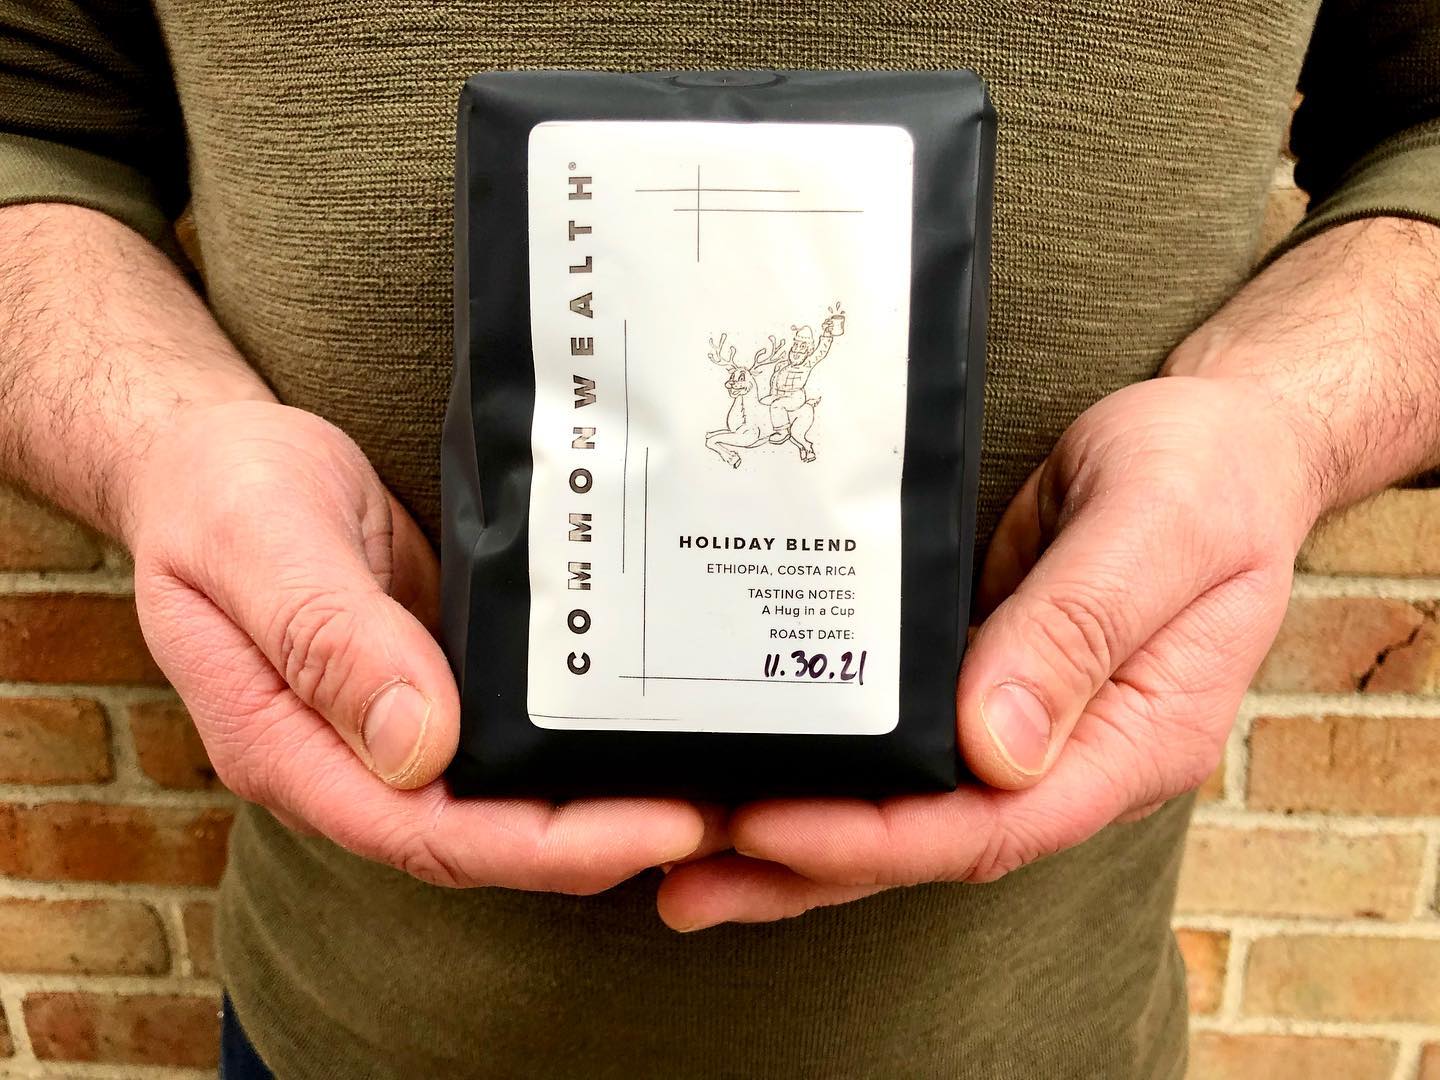 COMMONWEALTH®
HOLIDAY BLEND
ETHIOPIA, COSTA RICA
TASTING NOTES:
A Hug in a Cup
ROAST DATE:
11.30.21